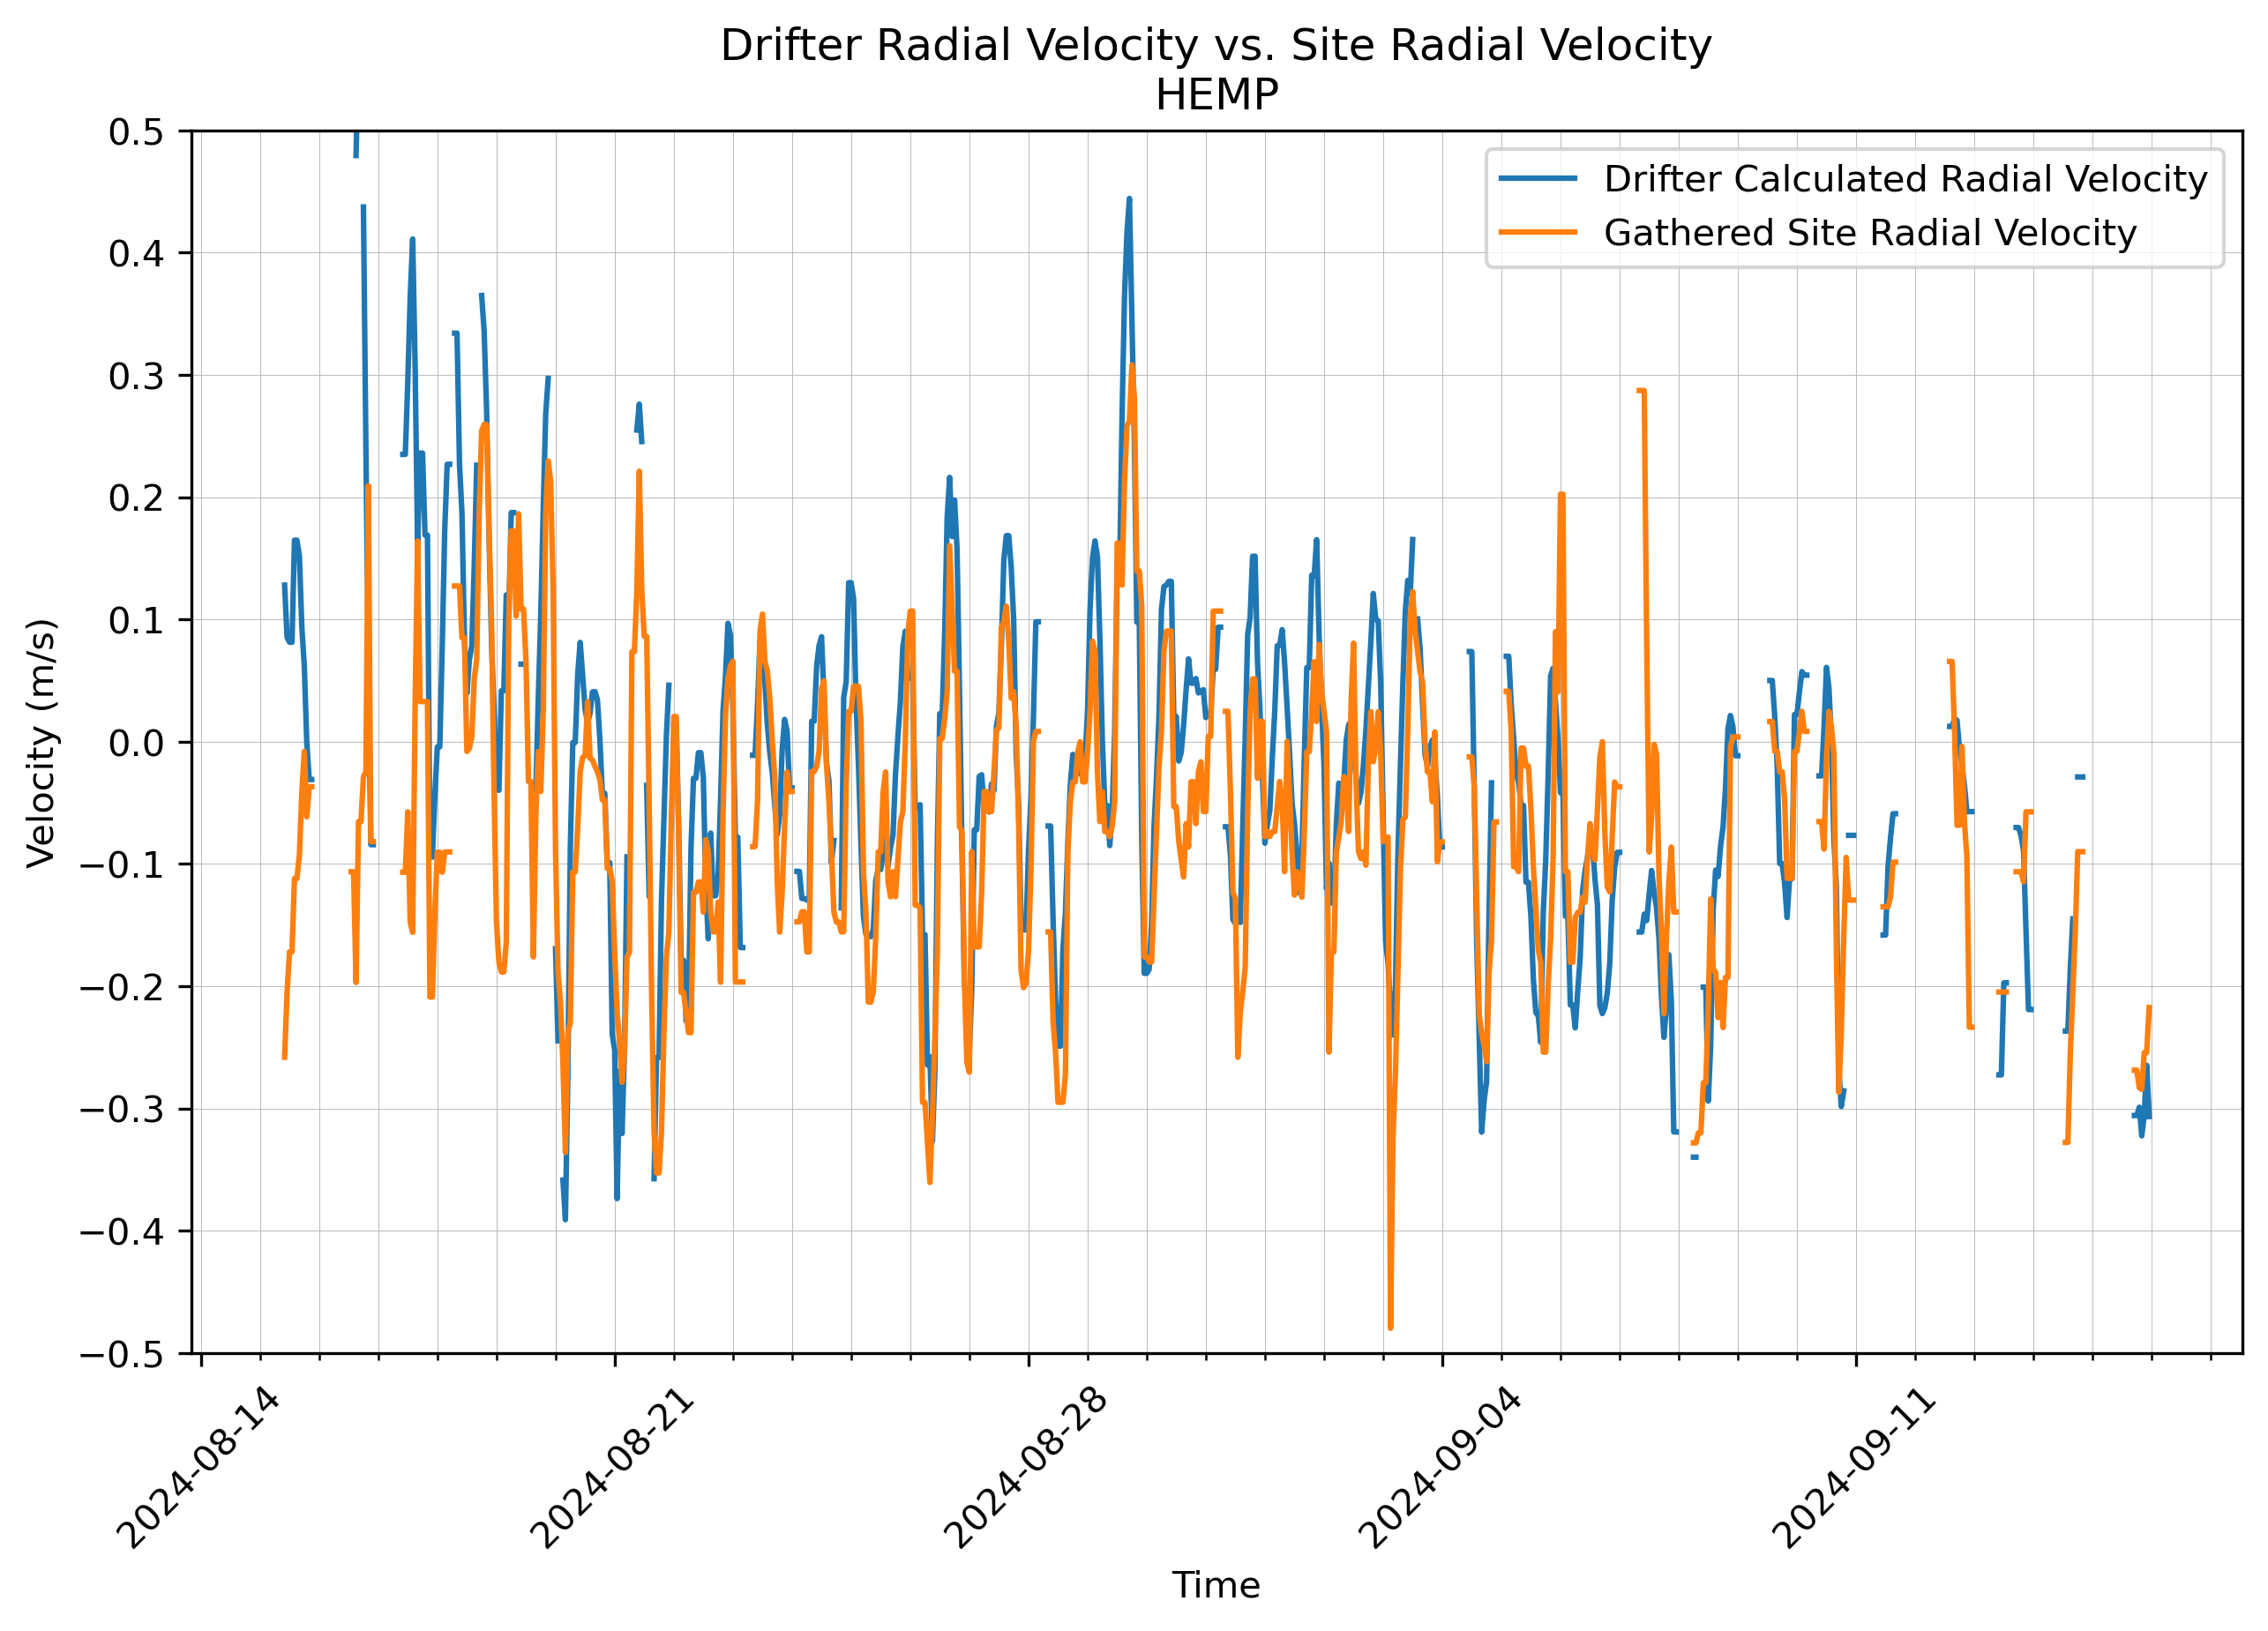 Drifter Radial Velocity vs. Site Radial Velocity
HEMP
Drifter Calculated Radial Velocity
Gathered Site Radial Velocity
Velocity (m/s)
0.5
0.4
0.3
0.2
0.1
0.0
−0.1
−0.2
−0.3
−0.4
−0.5
2024-08-14
2024-08-21
2024-08-28
2024-09-04
2024-09-11
Time